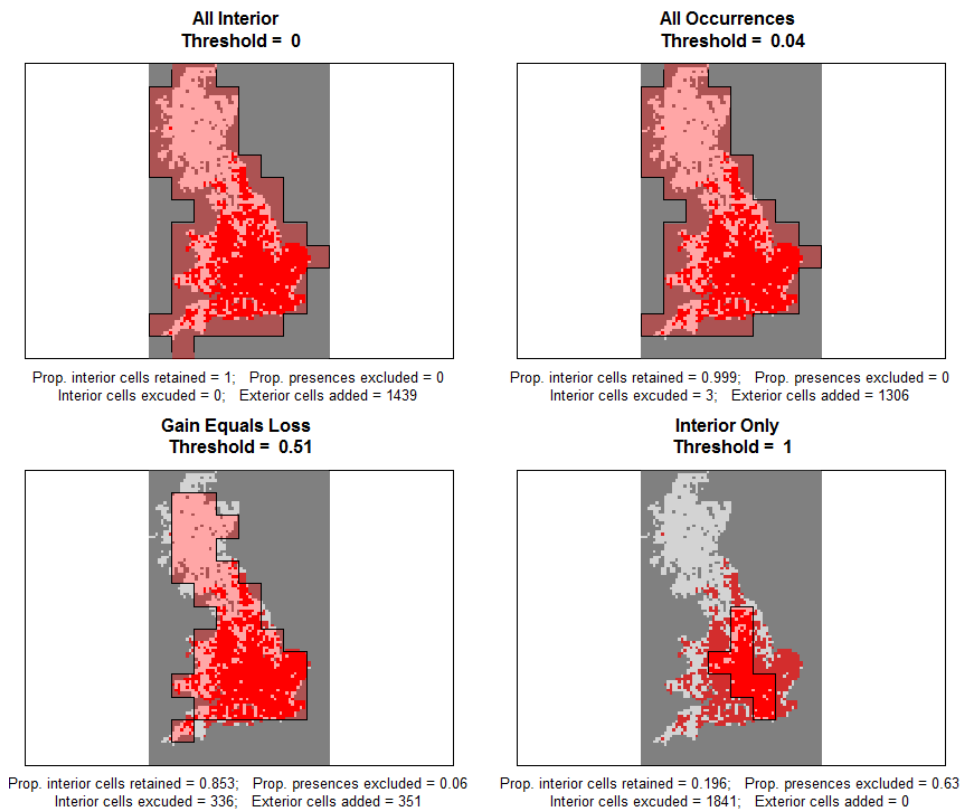 All Interior
Threshold = 0
Prop. interior cells retained = 1; Prop. presences excluded = 0
Interior cells excuded = 0; Exterior cells added = 1439
All Occurrences
Threshold = 0.04
Prop. interior cells retained = 0.999; Prop. presences excluded = 0
Interior cells excuded = 3; Exterior cells added = 1306
Gain Equals Loss
Threshold = 0.51
Prop. interior cells retained = 0.853; Prop. presences excluded = 0.06
Interior cells excuded = 336; Exterior cells added = 351
Interior Only
Threshold = 1
Prop. interior cells retained = 0.196; Prop. presences excluded = 0.63
Interior cells excuded = 1841; Exterior cells added = 0